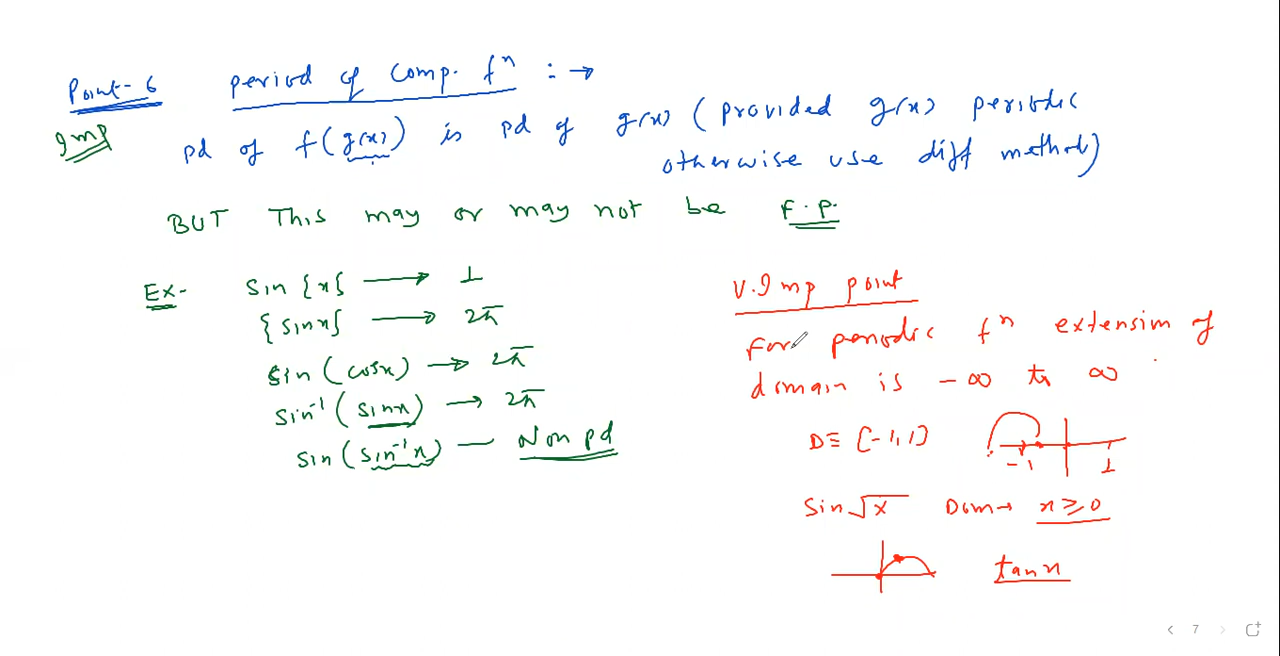 Point-6 period of comp. fⁿ : →
Imp pd of f(g(x)) is pd of g(x) (provided g(x) periodic
otherwise use diff methods)
BUT This may or may not be F.P.
EX- sin {x} → 1
{sinx} → 2π
sin (cosx) → 2π
sin⁻¹ (sinx) → 2π
sin (sin⁻¹x) — Non pd
V.Imp point
For periodic fⁿ extension of
domain is -∞ to ∞
D≡ [-1,1)
-1 1
sin √x Dom→ x≥0
tanx
< 7 >